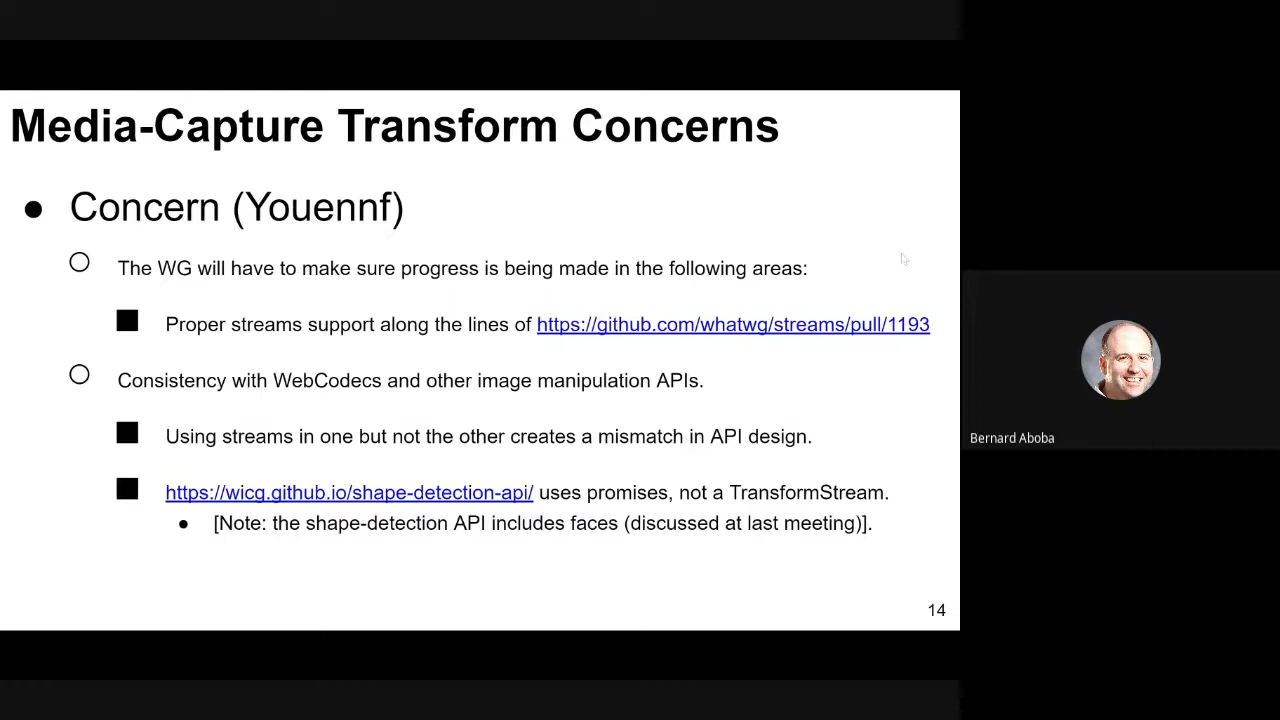 Media-Capture Transform Concerns
● Concern (Youennf)
○ The WG will have to make sure progress is being made in the following areas:
■ Proper streams support along the lines of https://github.com/whatwg/streams/pull/1193
○ Consistency with WebCodecs and other image manipulation APIs.
■ Using streams in one but not the other creates a mismatch in API design.
■ https://wicg.github.io/shape-detection-api/ uses promises, not a TransformStream.
● [Note: the shape-detection API includes faces (discussed at last meeting)].
14
Bernard Aboba